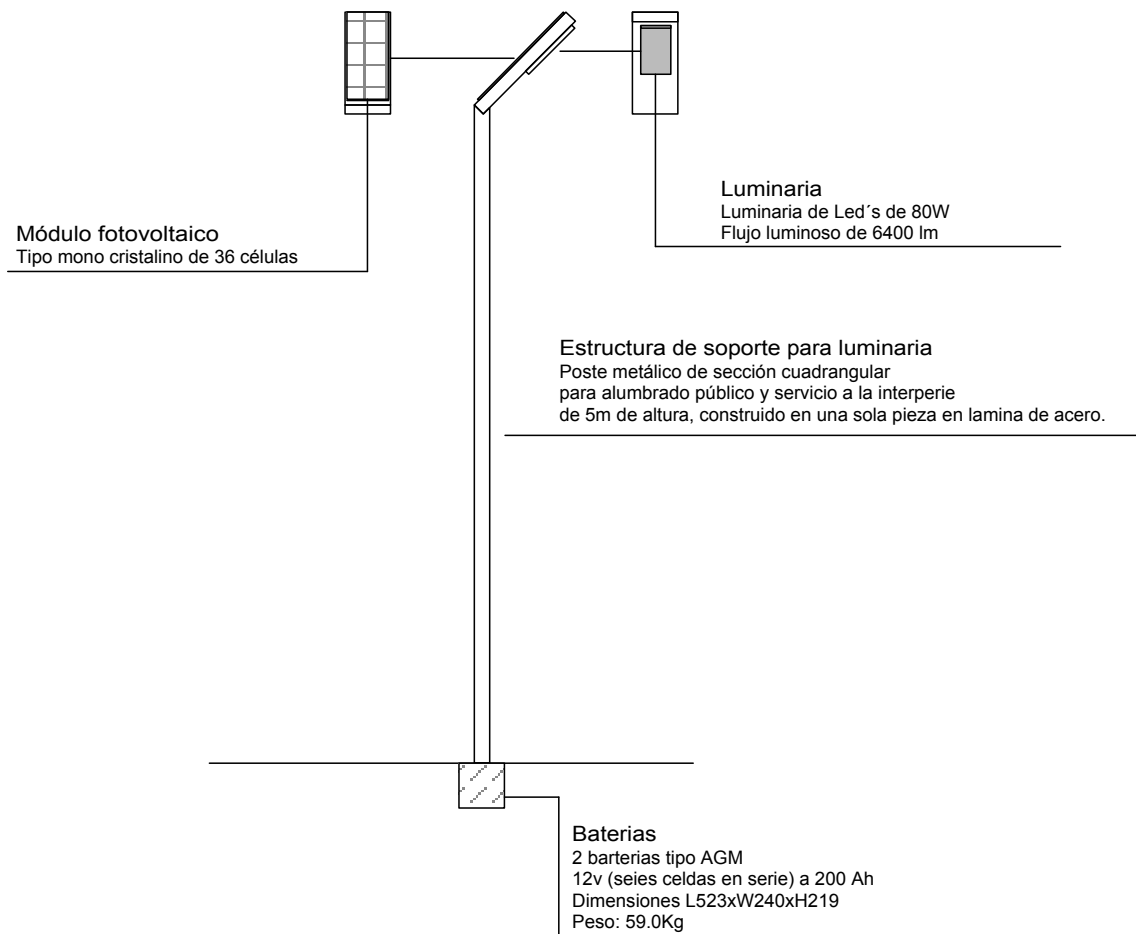 Luminaria
Luminaria de Led´s de 80W
Flujo luminoso de 6400 lm
Módulo fotovoltaico
Tipo mono cristalino de 36 células
Estructura de soporte para luminaria
Poste metálico de sección cuadrangular
para alumbrado público y servicio a la interperie
de 5m de altura, construido en una sola pieza en lamina de acero.
Baterias
2 barterias tipo AGM
12v (seies celdas en serie) a 200 Ah
Dimensiones L523xW240xH219
Peso: 59.0Kg